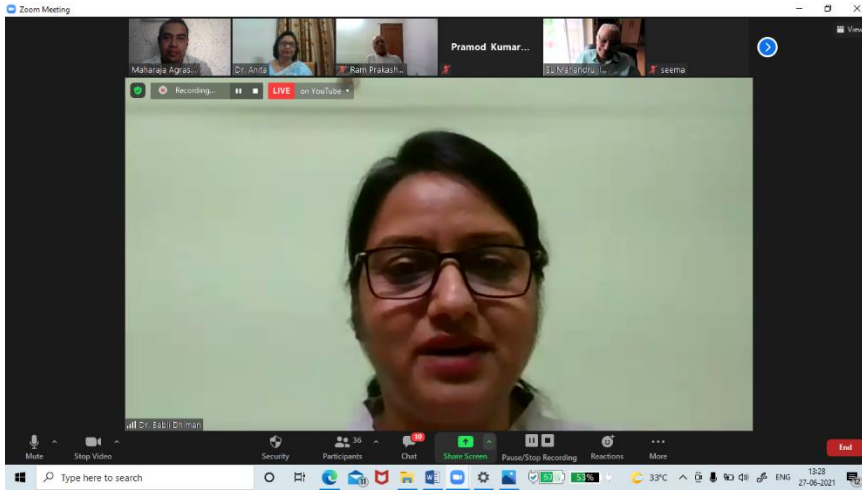 Zoom Meeting
View
Maharaja Agras...
Dr. Anita
Ram Prakash...
Pramod Kumar...
seema
Recording...
LIVE on YouTube
Dr. Babli Dhiman
Mute
Stop Video
Security
36
Participants
10
Chat
Share Screen
Pause/Stop Recording
Reactions
More
End
Type here to search
53%
33°C
ENG
13:28
27-06-2021